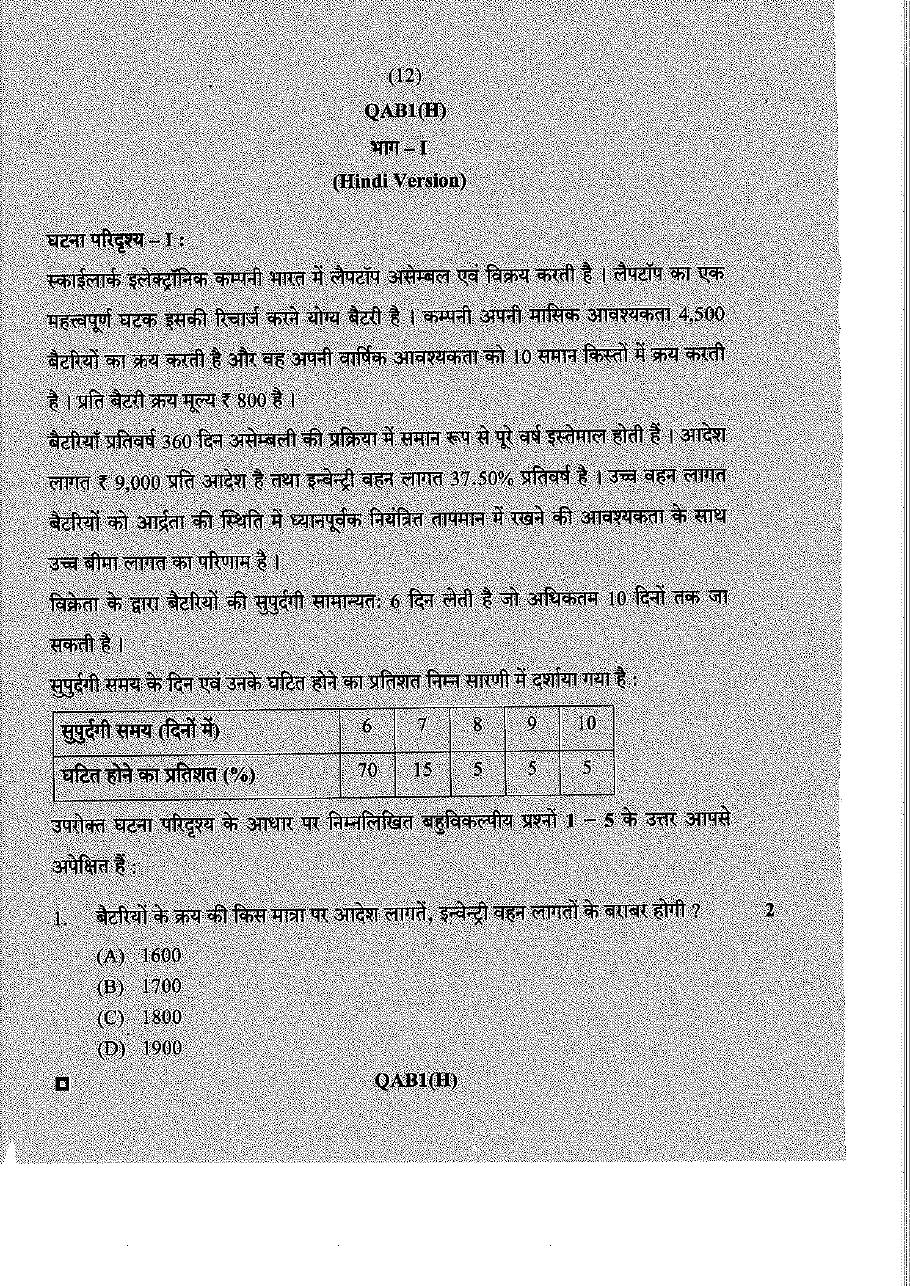 (12)
QAB1(H)
भाग – I
(Hindi Version)
घटना परिदृश्य – I :
स्काईलार्क इलेक्ट्रॉनिक कम्पनी भारत में लैपटॉप असेम्बल एवं विक्रय करती है । लैपटॉप का एक
महत्त्वपूर्ण घटक इसकी रिचार्ज करने योग्य बैटरी है । कम्पनी अपनी मासिक आवश्यकता 4,500
बैटरियों का क्रय करती है और वह अपनी वार्षिक आवश्यकता को 10 समान किस्तों में क्रय करती
है । प्रति बैटरी क्रय मूल्य ₹ 800 है ।
बैटरियाँ प्रतिवर्ष 360 दिन असेम्बली की प्रक्रिया में समान रूप से पूरे वर्ष इस्तेमाल होती हैं । आदेश
लागत ₹ 9,000 प्रति आदेश है तथा इन्वेन्ट्री वहन लागत 37.50% प्रतिवर्ष है । उच्च वहन लागत
बैटरियों को आर्द्रता की स्थिति में ध्यानपूर्वक नियंत्रित तापमान में रखने की आवश्यकता के साथ
उच्च बीमा लागत का परिणाम है ।
विक्रेता के द्वारा बैटरियों की सुपुर्दगी सामान्यत: 6 दिन लेती है जो अधिकतम 10 दिनों तक जा
सकती है ।
सुपुर्दगी समय के दिन एवं उनके घटित होने का प्रतिशत निम्न सारणी में दर्शाया गया है :
सुपुर्दगी समय (दिनों में) 6 7 8 9 10
घटित होने का प्रतिशत (%) 70 15 5 5 5
उपरोक्त घटना परिदृश्य के आधार पर निम्नलिखित बहुविकल्पीय प्रश्नों 1 – 5 के उत्तर आपसे
अपेक्षित हैं :
1. बैटरियों के क्रय की किस मात्रा पर आदेश लागतें, इन्वेन्ट्री वहन लागतों के बराबर होगी ? 2
(A) 1600
(B) 1700
(C) 1800
(D) 1900
QAB1(H)